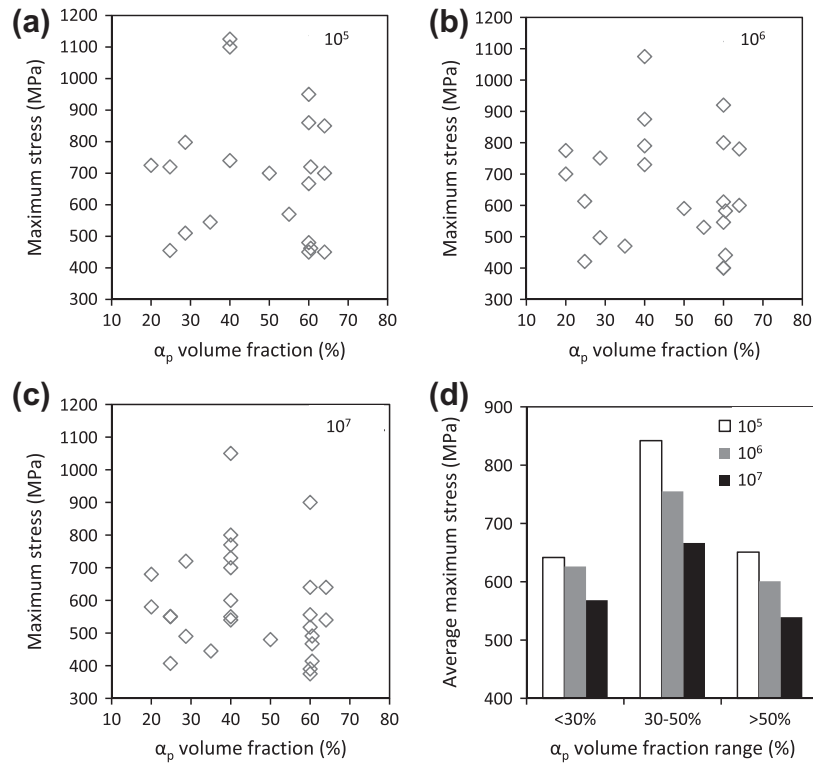 (a)
10⁵
1200
1100
1000
900
800
700
600
500
400
300
Maximum stress (MPa)
10 20 30 40 50 60 70 80
αp volume fraction (%)
(b)
10⁶
1200
1100
1000
900
800
700
600
500
400
300
Maximum stress (MPa)
10 20 30 40 50 60 70 80
αp volume fraction (%)
(c)
10⁷
1200
1100
1000
900
800
700
600
500
400
300
Maximum stress (MPa)
10 20 30 40 50 60 70 80
αp volume fraction (%)
(d)
900
800
700
600
500
400
Average maximum stress (MPa)
10⁵
10⁶
10⁷
<30% 30-50% >50%
αp volume fraction range (%)